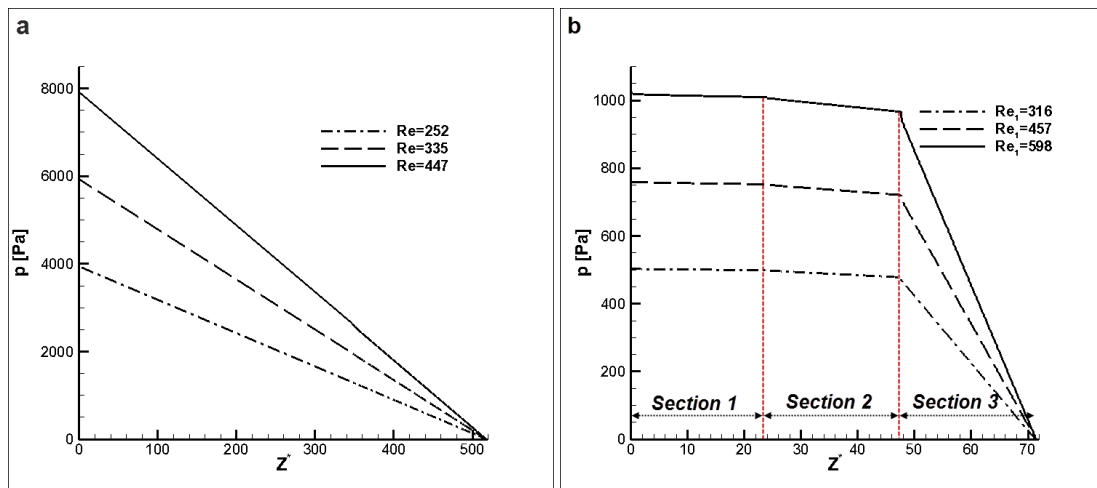 a
p [Pa]
8000
6000
4000
2000
0
Re=252
Re=335
Re=447
0
100
200
300
400
500
Z*
b
p [Pa]
1000
800
600
400
200
0
Re1=316
Re1=457
Re1=598
Section 1
Section 2
Section 3
0
10
20
30
40
50
60
70
Z*